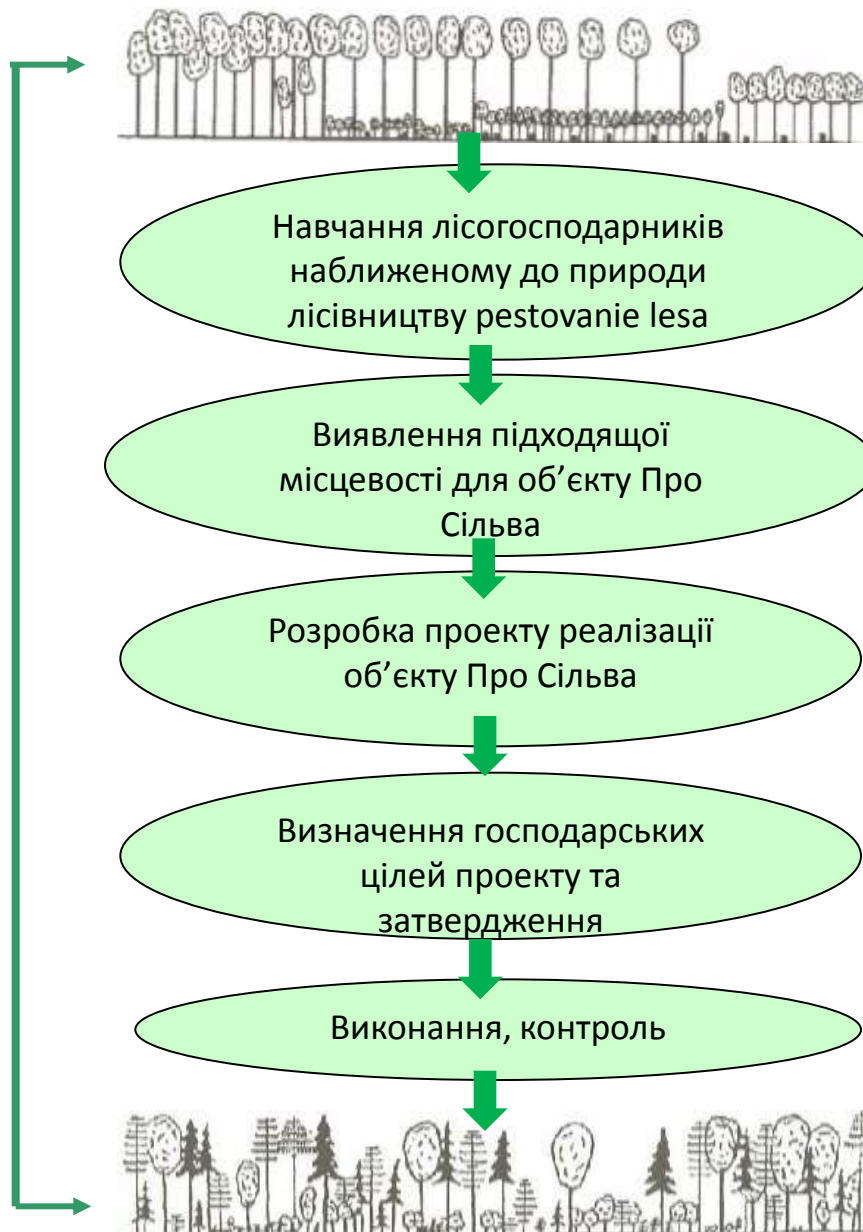 Навчання лісогосподарників
наближеному до природи
лісівництву pestovanie lesa
Виявлення підходящої
місцевості для об’єкту Про
Сільва
Розробка проекту реалізації
об’єкту Про Сільва
Визначення господарських
цілей проекту та
затвердження
Виконання, контроль